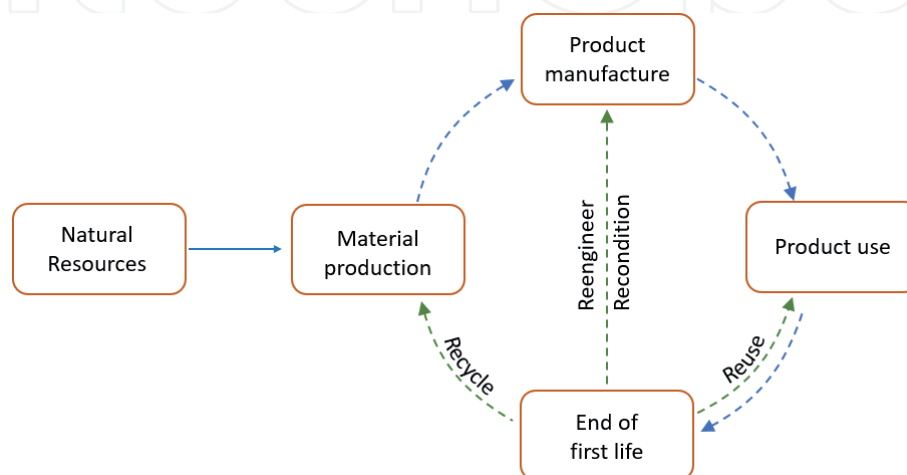 Product
manufacture
Natural
Resources
Material
production
Reengineer
Recondition
Product use
Recycle
Reuse
End of
first life